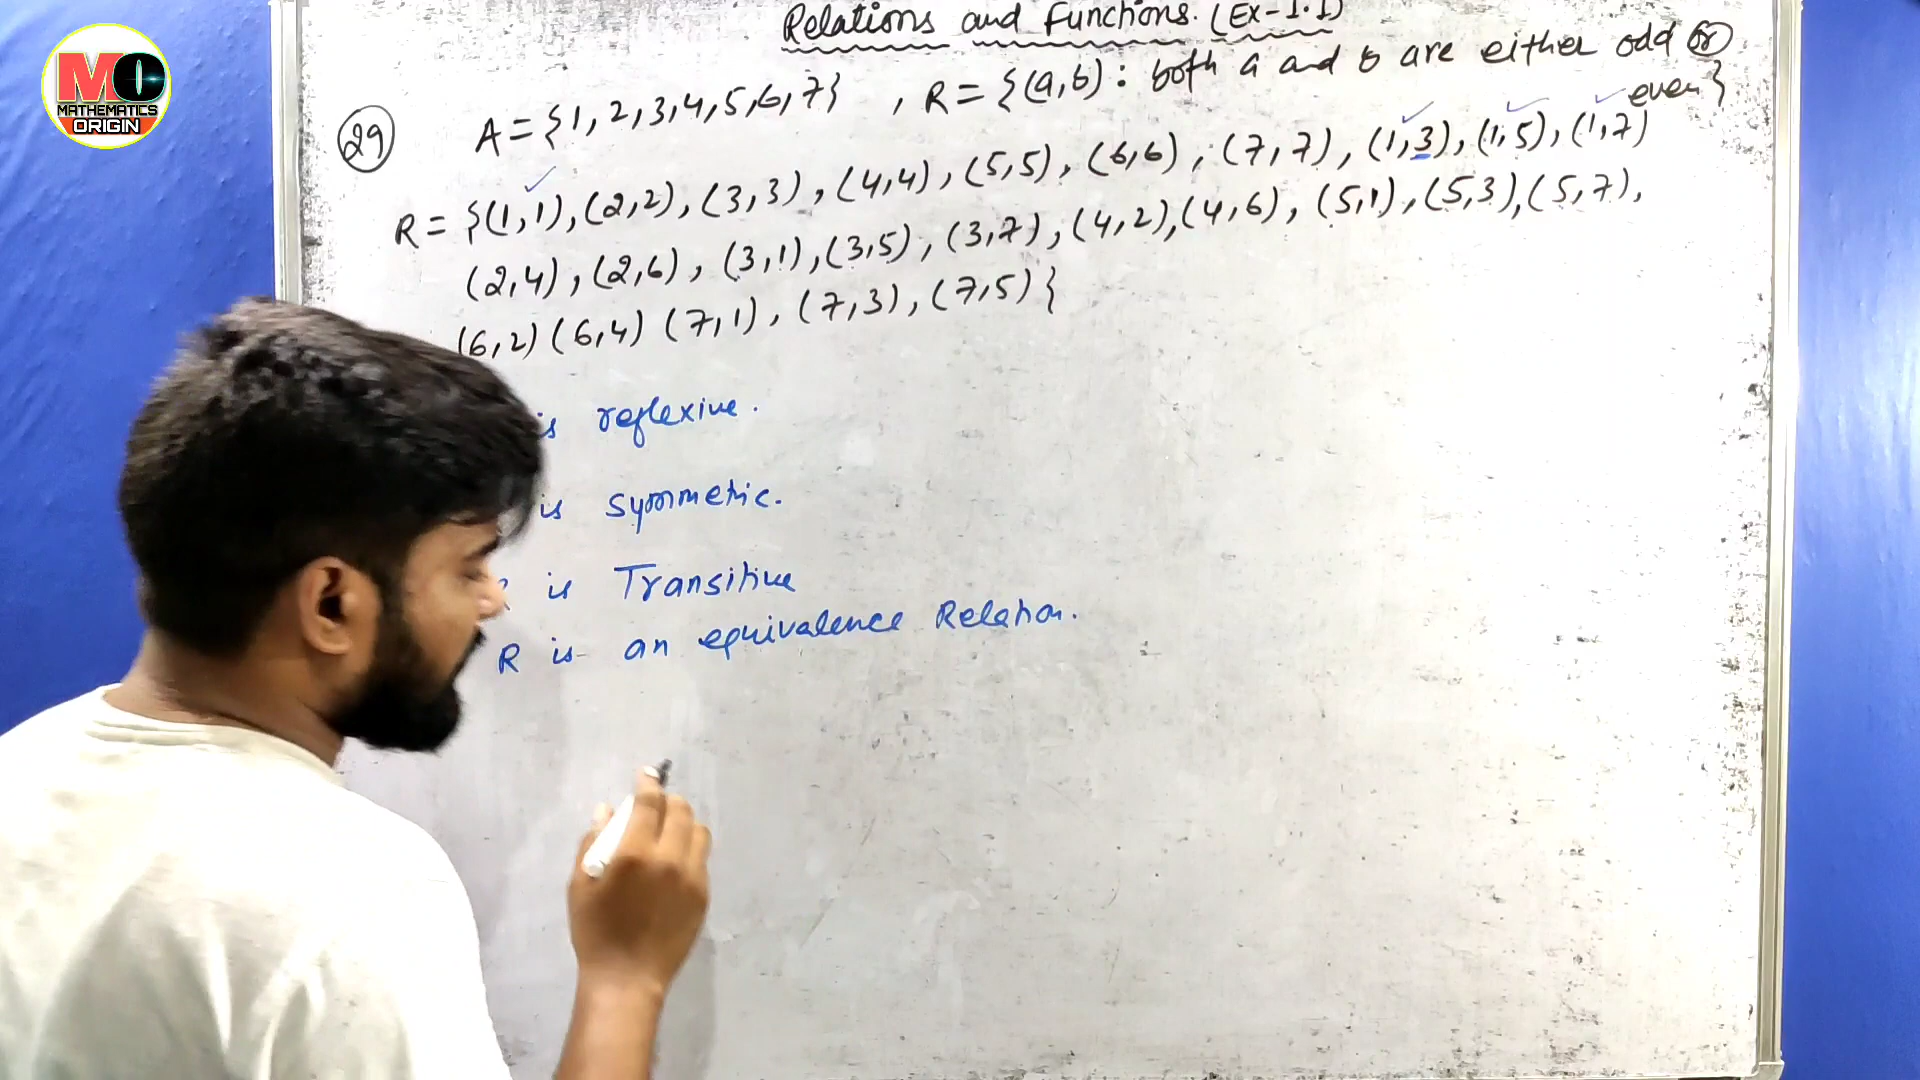 MO
MATHEMATICS
ORIGIN
Relations and Functions. (Ex-1.1)
29 A = {1, 2, 3, 4, 5, 6, 7} , R = {(a,b) : both a and b are either odd or
even}
R = {(1,1), (2,2), (3,3), (4,4), (5,5), (6,6), (7,7), (1,3), (1,5), (1,7)
(2,4), (2,6), (3,1), (3,5), (3,7), (4,2), (4,6), (5,1), (5,3), (5,7),
(6,2) (6,4) (7,1), (7,3), (7,5)}
is reflexive.
is symmetric.
is Transitive
R is an equivalence Relation.